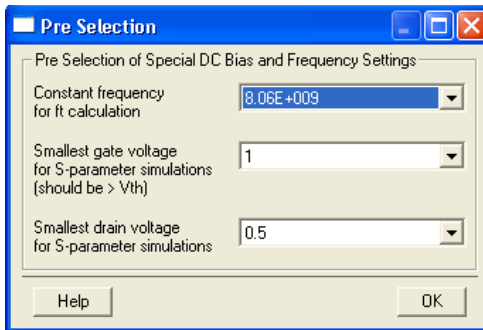 Pre Selection
Pre Selection of Special DC Bias and Frequency Settings
Constant frequency
for ft calculation
8.06E+009
Smallest gate voltage
for S-parameter simulations
(should be > Vth)
1
Smallest drain voltage
for S-parameter simulations
0.5
Help
OK